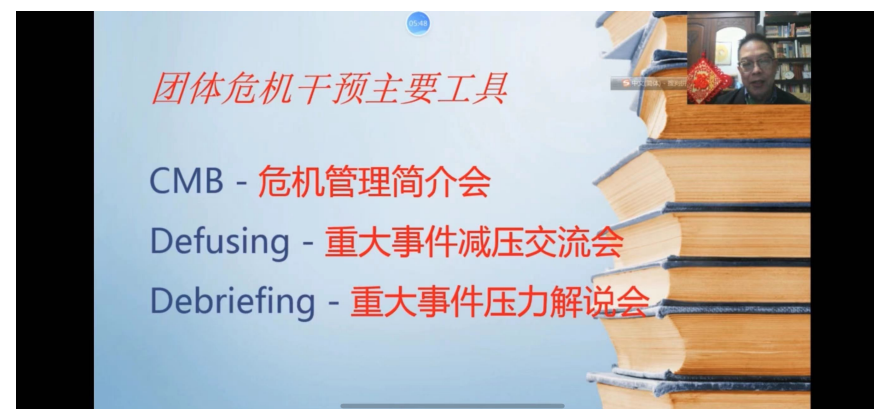 05:48
团体危机干预主要工具
CMB - 危机管理简介会
Defusing - 重大事件减压交流会
Debriefing - 重大事件压力解说会